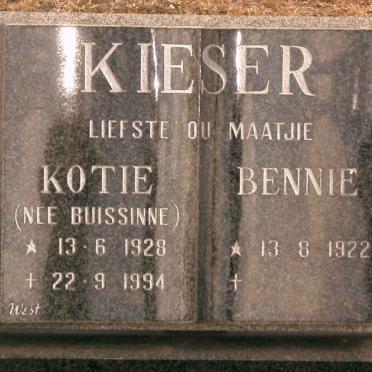 KIESER
LIEFSTE OU MAATJIE
KOTIE
(NEE BUISSINNE)
★ 13·6 1928
✝ 22·9 1994
BENNIE
★ 13 8 1922
✝
West